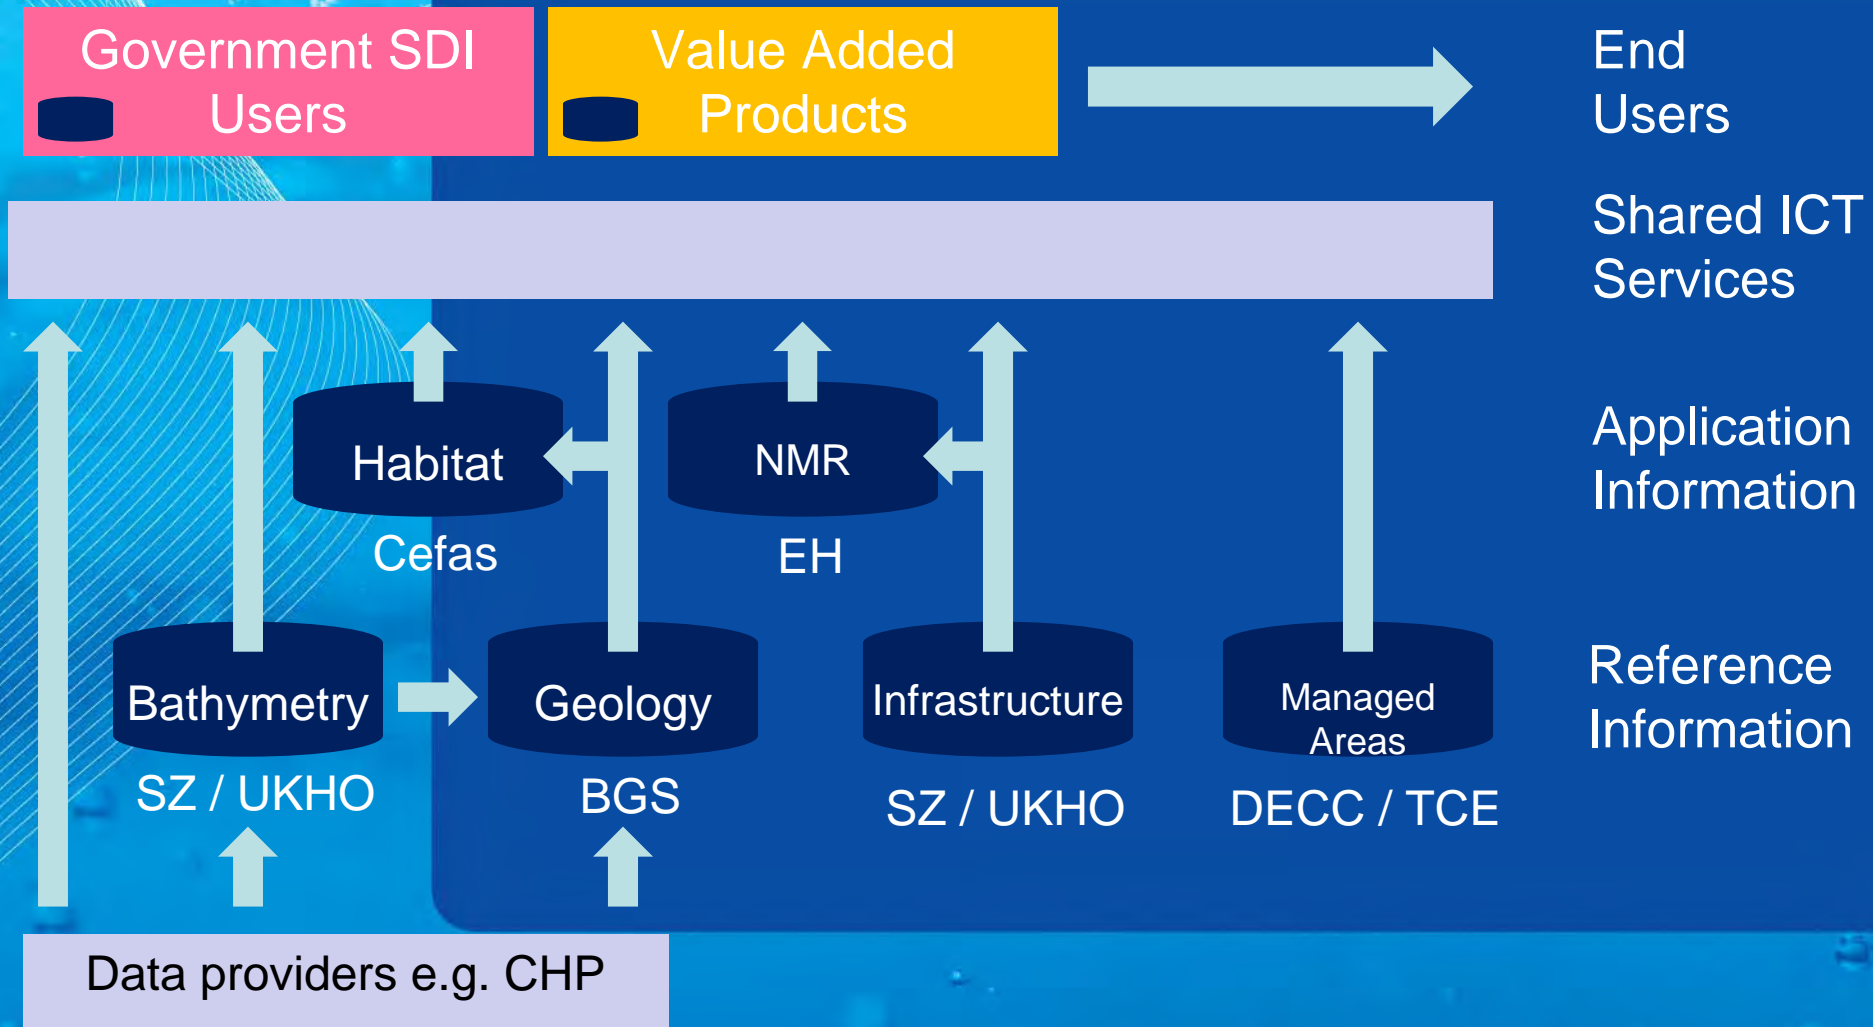 Government SDI
Users
Value Added
Products
End
Users
Shared ICT
Services
Habitat
NMR
Application
Information
Cefas
EH
Bathymetry
Geology
Infrastructure
Managed
Areas
Reference
Information
SZ / UKHO
BGS
SZ / UKHO
DECC / TCE
Data providers e.g. CHP